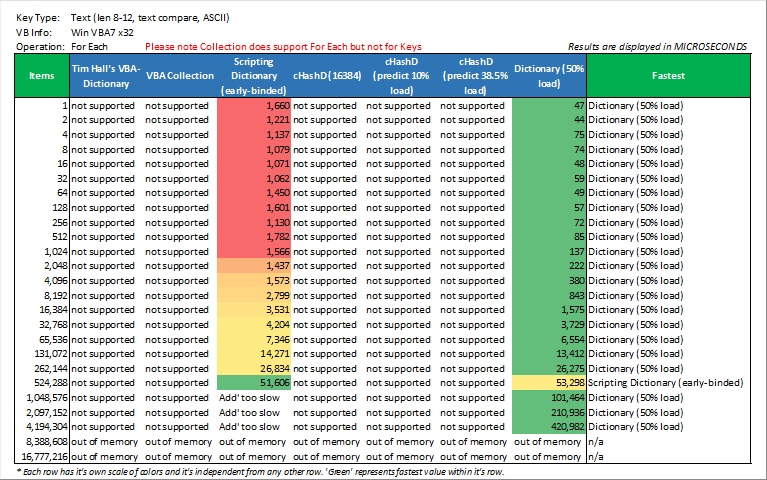 Key Type: Text (len 8-12, text compare, ASCII)
VB Info: Win VBA7 x32
Operation: For Each Please note Collection does support For Each but not for Keys Results are displayed in MICROSECONDS
Items Tim Hall's VBA-Dictionary VBA Collection Scripting Dictionary (early-binded) cHashD (16384) cHashD (predict 10% load) cHashD (predict 38.5% load) Dictionary (50% load) Fastest
1 not supported not supported 1,660 not supported not supported not supported 47 Dictionary (50% load)
2 not supported not supported 1,221 not supported not supported not supported 44 Dictionary (50% load)
4 not supported not supported 1,137 not supported not supported not supported 75 Dictionary (50% load)
8 not supported not supported 1,079 not supported not supported not supported 74 Dictionary (50% load)
16 not supported not supported 1,071 not supported not supported not supported 48 Dictionary (50% load)
32 not supported not supported 1,062 not supported not supported not supported 59 Dictionary (50% load)
64 not supported not supported 1,450 not supported not supported not supported 49 Dictionary (50% load)
128 not supported not supported 1,601 not supported not supported not supported 57 Dictionary (50% load)
256 not supported not supported 1,130 not supported not supported not supported 72 Dictionary (50% load)
512 not supported not supported 1,782 not supported not supported not supported 85 Dictionary (50% load)
1,024 not supported not supported 1,566 not supported not supported not supported 137 Dictionary (50% load)
2,048 not supported not supported 1,437 not supported not supported not supported 222 Dictionary (50% load)
4,096 not supported not supported 1,573 not supported not supported not supported 380 Dictionary (50% load)
8,192 not supported not supported 2,799 not supported not supported not supported 843 Dictionary (50% load)
16,384 not supported not supported 3,531 not supported not supported not supported 1,575 Dictionary (50% load)
32,768 not supported not supported 4,204 not supported not supported not supported 3,729 Dictionary (50% load)
65,536 not supported not supported 7,346 not supported not supported not supported 6,554 Dictionary (50% load)
131,072 not supported not supported 14,271 not supported not supported not supported 13,412 Dictionary (50% load)
262,144 not supported not supported 26,834 not supported not supported not supported 26,275 Dictionary (50% load)
524,288 not supported not supported 51,606 not supported not supported not supported 53,298 Scripting Dictionary (early-binded)
1,048,576 not supported not supported Add' too slow not supported not supported not supported 101,464 Dictionary (50% load)
2,097,152 not supported not supported Add' too slow not supported not supported not supported 210,936 Dictionary (50% load)
4,194,304 not supported not supported Add' too slow not supported not supported not supported 420,982 Dictionary (50% load)
8,388,608 out of memory out of memory out of memory out of memory out of memory out of memory out of memory n/a
16,777,216 out of memory out of memory out of memory out of memory out of memory out of memory out of memory n/a
* Each row has it's own scale of colors and it's independent from any other row. 'Green' represents fastest value within it's row.